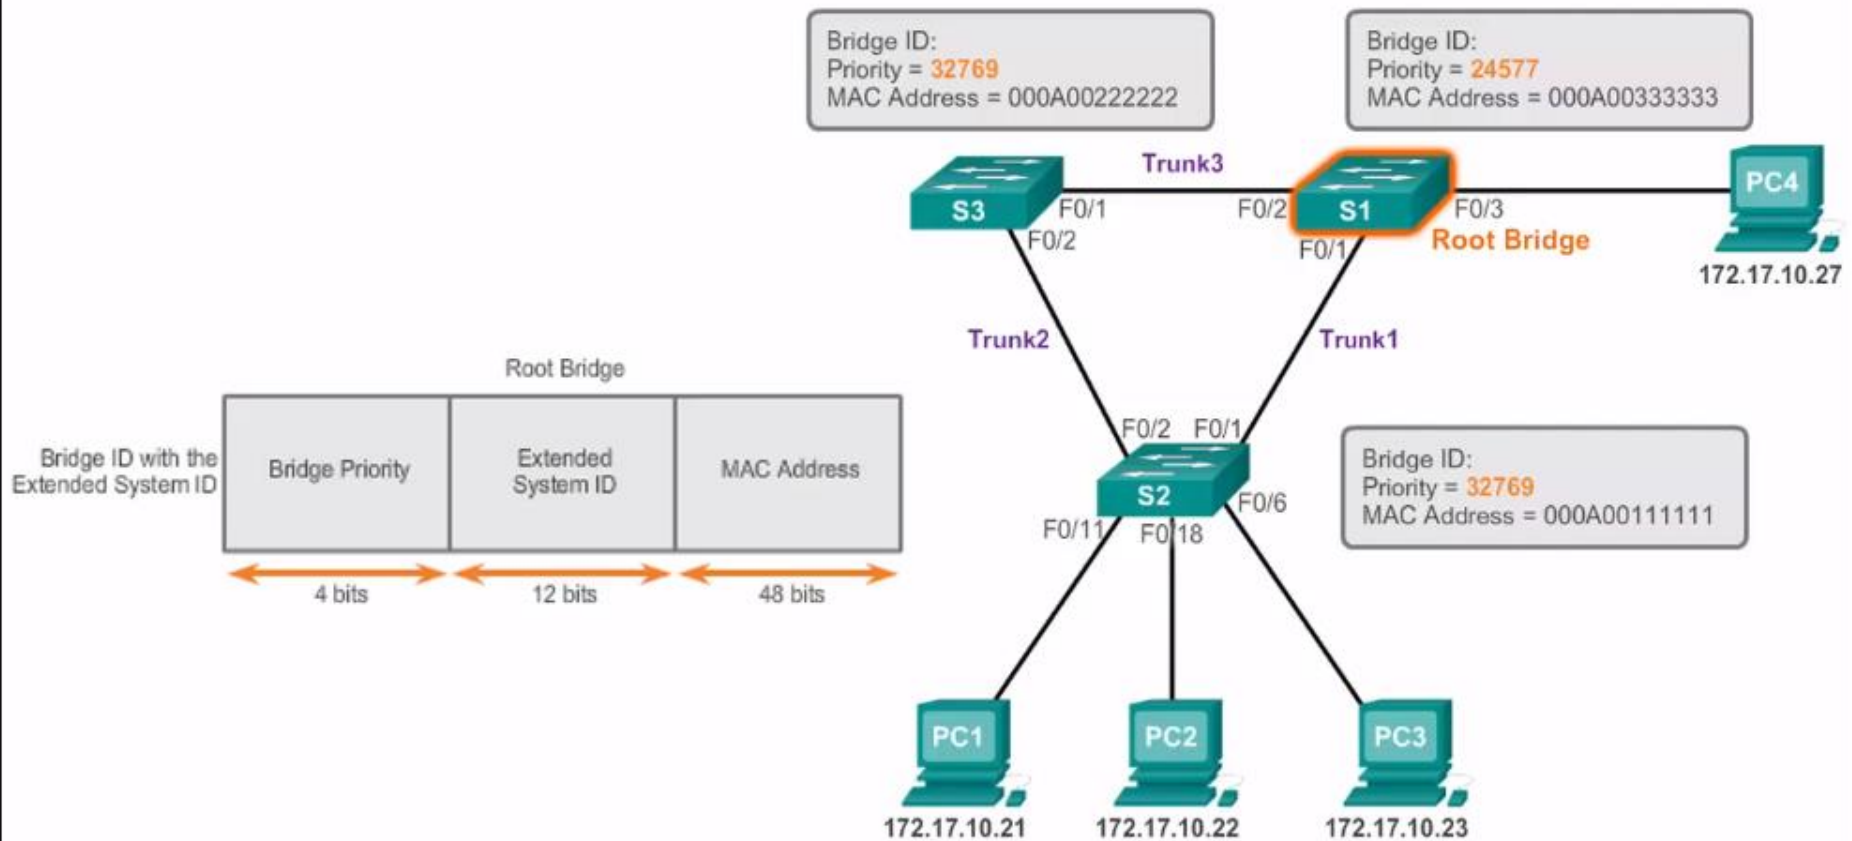 Bridge ID:
Priority = 32769
MAC Address = 000A00222222
Bridge ID:
Priority = 24577
MAC Address = 000A00333333
Trunk3
S3
F0/1
F0/2
S1
F0/3
PC4
F0/2
F0/1
Root Bridge
172.17.10.27
Trunk2
Trunk1
Root Bridge
Bridge ID with the
Extended System ID
Bridge Priority
Extended
System ID
MAC Address
4 bits
12 bits
48 bits
F0/2
F0/1
S2
F0/6
F0/11
F0/18
Bridge ID:
Priority = 32769
MAC Address = 000A00111111
PC1
PC2
PC3
172.17.10.21
172.17.10.22
172.17.10.23